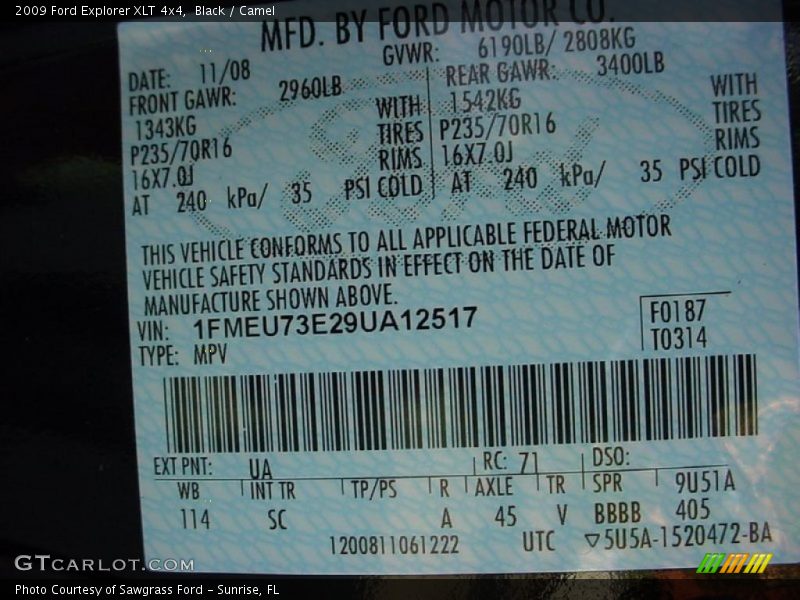 2009 Ford Explorer XLT 4x4, Black / Camel
MFD. BY FORD MOTOR CO.
GVWR: 6190LB/ 2808KG
DATE: 11/08
FRONT GAWR: 2960LB
1343KG WITH
P235/70R16 TIRES
16X7.0J RIMS
AT 240 kPa/ 35 PSI COLD
REAR GAWR: 3400LB
1542KG WITH
P235/70R16 TIRES
16X7.0J RIMS
AT 240 kPa/ 35 PSI COLD
THIS VEHICLE CONFORMS TO ALL APPLICABLE FEDERAL MOTOR
VEHICLE SAFETY STANDARDS IN EFFECT ON THE DATE OF
MANUFACTURE SHOWN ABOVE.
VIN: 1FMEU73E29UA12517
TYPE: MPV
F0187
T0314
EXT PNT: UA RC: 71 DSO:
WB INT TR TP/PS R AXLE TR SPR 9U51A
114 SC A 45 V BBBB 405
1200811061222 UTC ▽5U5A-1520472-BA
GTCARLOT.COM
Photo Courtesy of Sawgrass Ford - Sunrise, FL